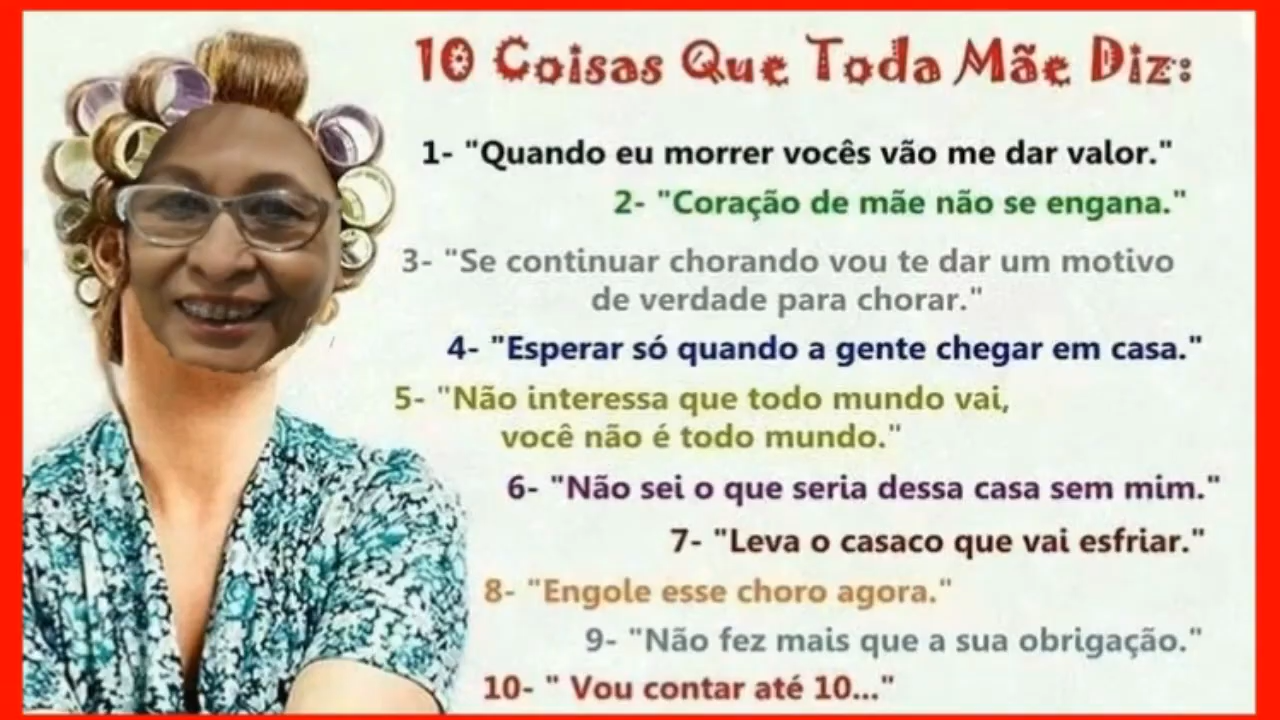 10 Coisas Que Toda Mãe Diz:
1- "Quando eu morrer vocês vão me dar valor."
2- "Coração de mãe não se engana."
3- "Se continuar chorando vou te dar um motivo
de verdade para chorar."
4- "Esperar só quando a gente chegar em casa."
5- "Não interessa que todo mundo vai,
você não é todo mundo."
6- "Não sei o que seria dessa casa sem mim."
7- "Leva o casaco que vai esfriar."
8- "Engole esse choro agora."
9- "Não fez mais que a sua obrigação."
10- " Vou contar até 10..."